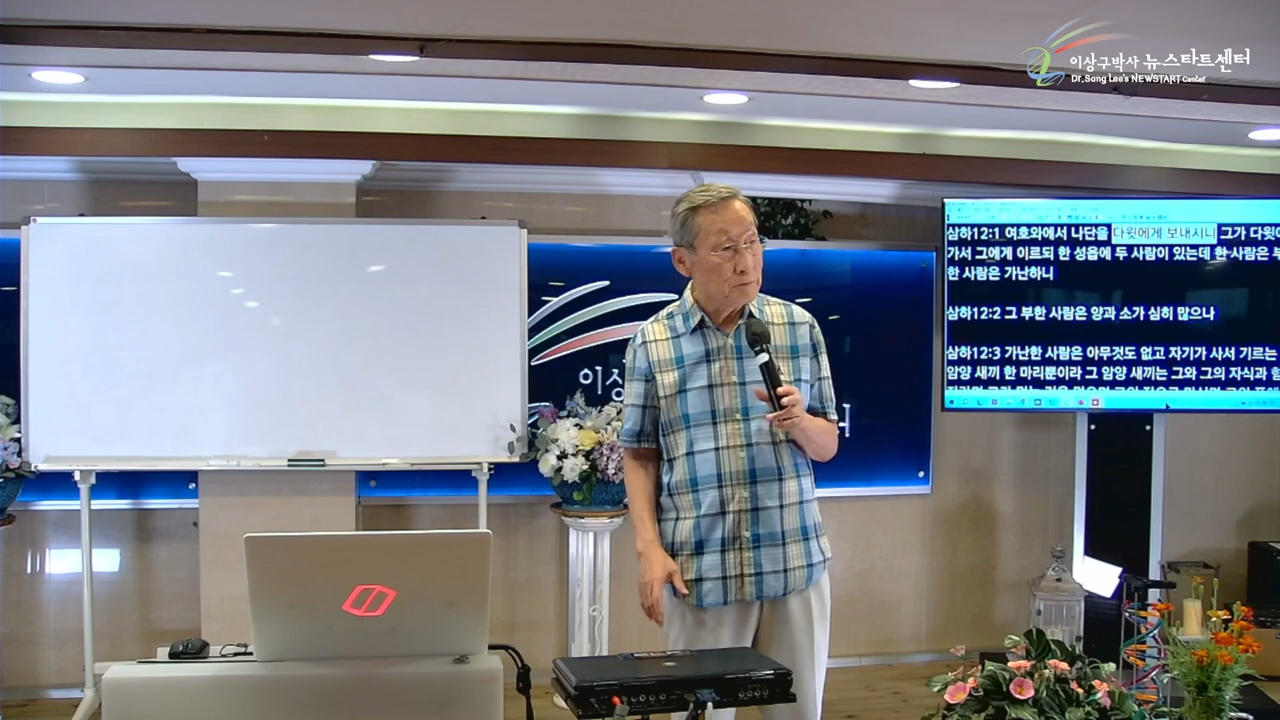 이상구박사 뉴스타트센터
Dr. Sang Lee's NEWSTART Center
삼하12:1 여호와에서 나단을 다윗에게 보내시니 그가
가서 그에게 이르되 한 성읍에 두 사람이 있는데 한 사람은
한 사람은 가난하니
삼하12:2 그 부한 사람은 양과 소가 심히 많으나
삼하12:3 가난한 사람은 아무것도 없고 자기가 사서 기르는
암양 새끼 한 마리뿐이라 그 암양 새끼는 그와 그의 자식과